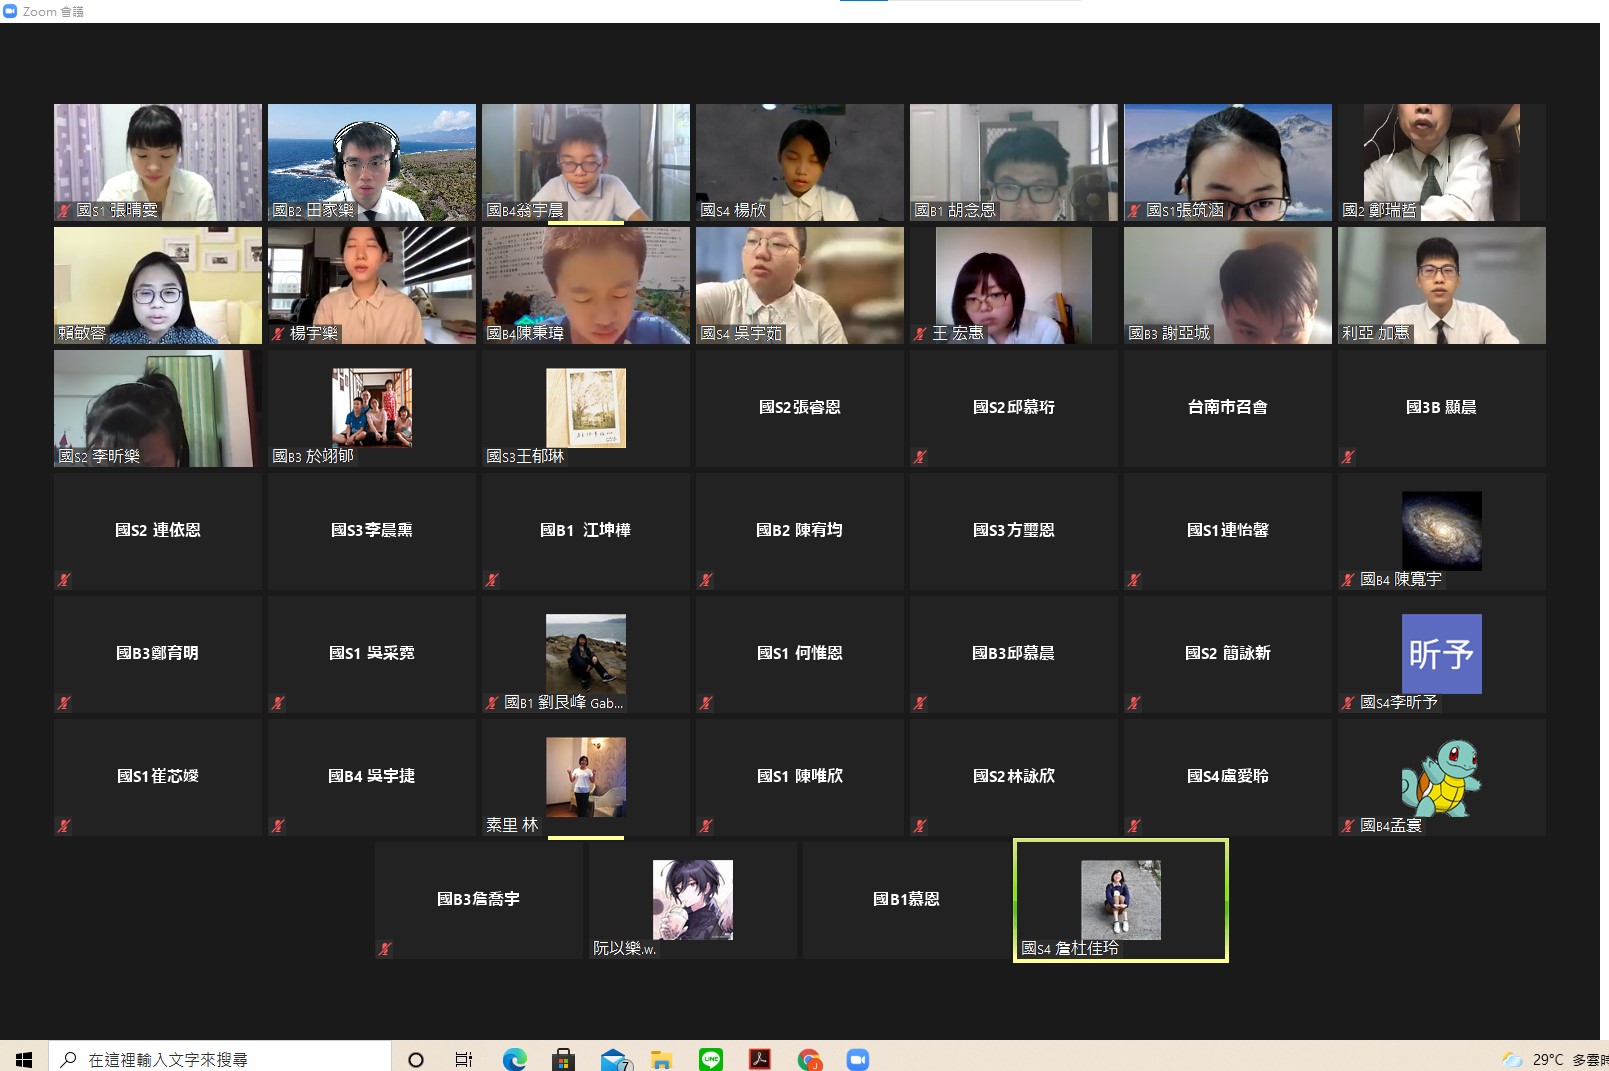 Zoom 會議
國S1 張晴雯
國B2 田家樂
國B4翁宇晨
國S4 楊欣
國B1 胡念恩
國S1張筑涵
國2 鄭瑞哲
賴敏容
楊宇樂
國B4陳秉瑋
國S4 吳宇茹
王 宏惠
國B3 謝亞城
利亞 加惠
國S2 李昕樂
國B3 於翊郇
國S3王郁琳
國S2張睿恩
國S2邱慕珩
台南市召會
國3B 顯晨
國S2 連依恩
國S3李晨熏
國B1 江坤樺
國B2 陳宥均
國S3方璽恩
國S1連怡馨
國B4 陳寬宇
國B3鄭育明
國S1 吳采霓
國B1 劉艮峰 Gab...
國S1 何惟恩
國B3邱慕晨
國S2 簡詠新
昕予
國S4李昕予
國S1崔芯嫒
國B4 吳宇捷
素里 林
國S1 陳唯欣
國S2林詠欣
國S4盧愛聆
國B4孟寰
國B3詹喬宇
阮以樂.w.
國B1慕恩
國S4 詹杜佳玲
在這裡輸入文字來搜尋
7
LINE
J
29°C 多雲時